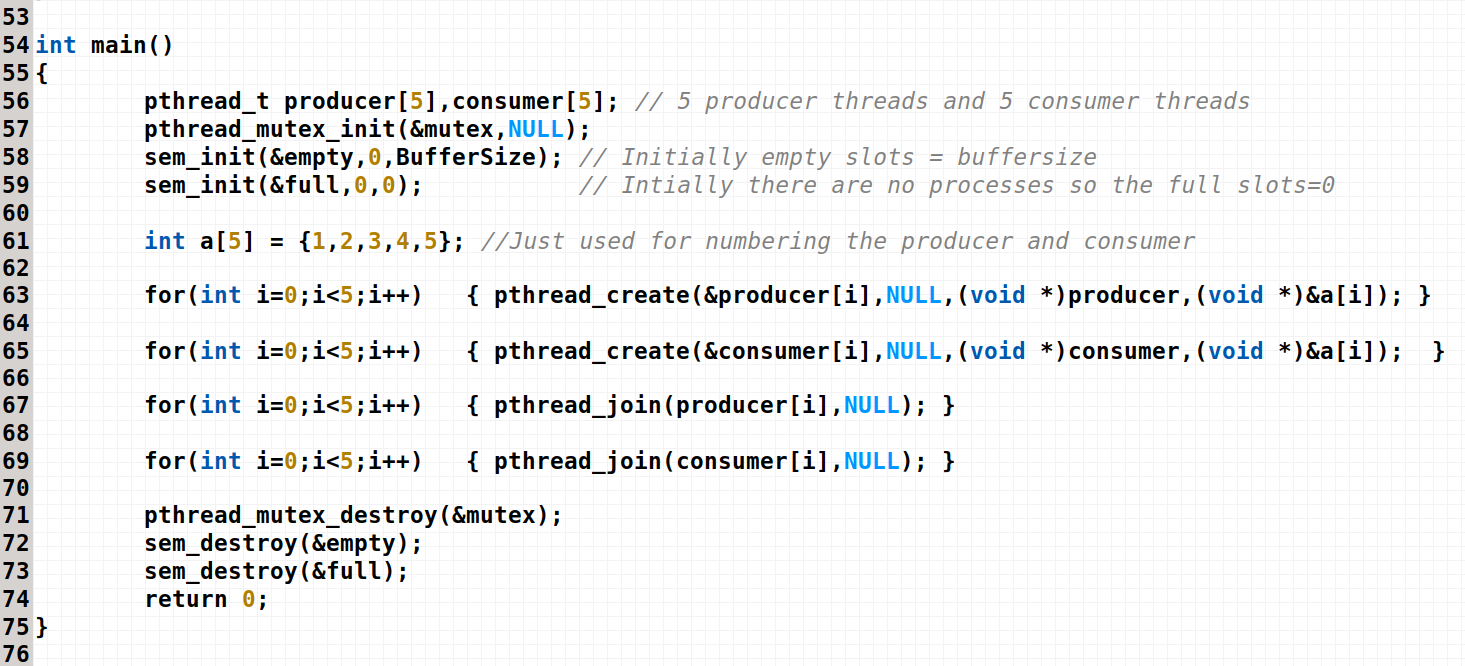 53
54 int main()
55 {
56         pthread_t producer[5],consumer[5]; // 5 producer threads and 5 consumer threads
57         pthread_mutex_init(&mutex,NULL);
58         sem_init(&empty,0,BufferSize); // Initially empty slots = buffersize
59         sem_init(&full,0,0);           // Intially there are no processes so the full slots=0
60
61         int a[5] = {1,2,3,4,5}; //Just used for numbering the producer and consumer
62
63         for(int i=0;i<5;i++)   { pthread_create(&producer[i],NULL,(void *)producer,(void *)&a[i]); }
64
65         for(int i=0;i<5;i++)   { pthread_create(&consumer[i],NULL,(void *)consumer,(void *)&a[i]);  }
66
67         for(int i=0;i<5;i++)   { pthread_join(producer[i],NULL); }
68
69         for(int i=0;i<5;i++)   { pthread_join(consumer[i],NULL); }
70
71         pthread_mutex_destroy(&mutex);
72         sem_destroy(&empty);
73         sem_destroy(&full);
74         return 0;
75 }
76